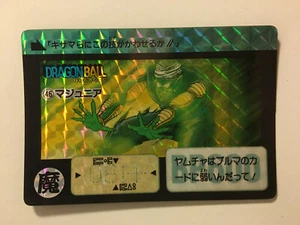 「キサマらにこの技がかわせるか!!」
DRAGON BALL
46 マジュニア
魔
ヤムチャはブルマのカ
ードに弱いんだって!